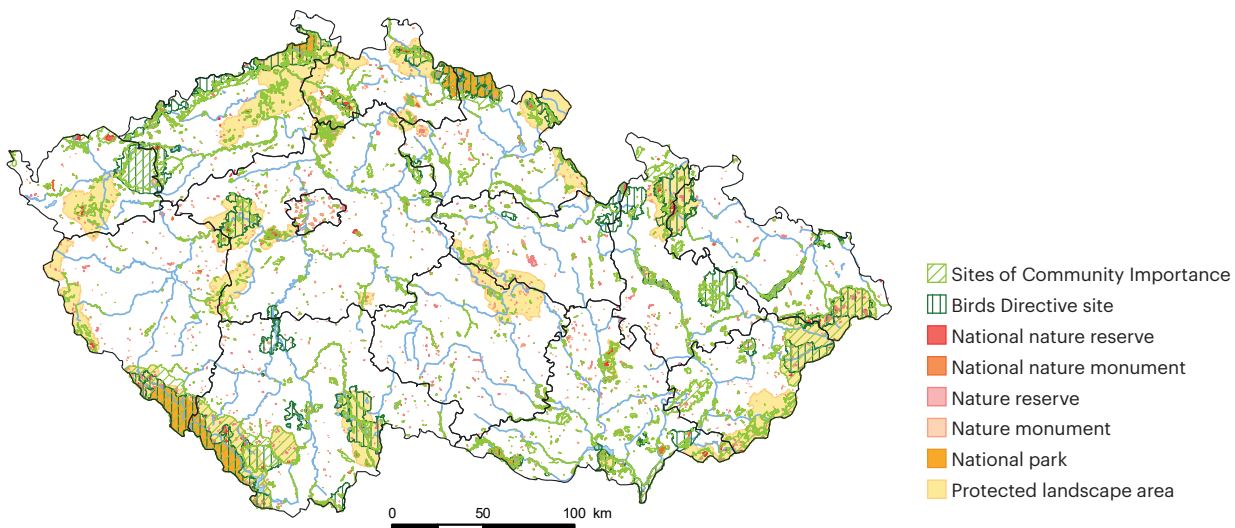 Sites of Community Importance
Birds Directive site
National nature reserve
National nature monument
Nature reserve
Nature monument
National park
Protected landscape area
0 50 100 km